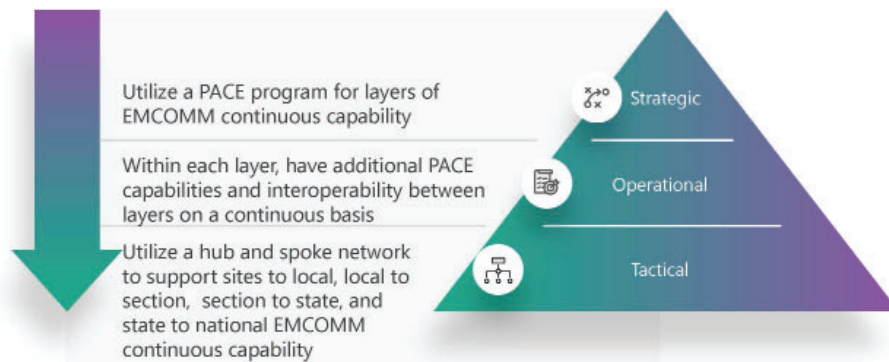 Utilize a PACE program for layers of
EMCOMM continuous capability
Strategic
Within each layer, have additional PACE
capabilities and interoperability between
layers on a continuous basis
Operational
Utilize a hub and spoke network
to support sites to local, local to
section, section to state, and
state to national EMCOMM
continuous capability
Tactical